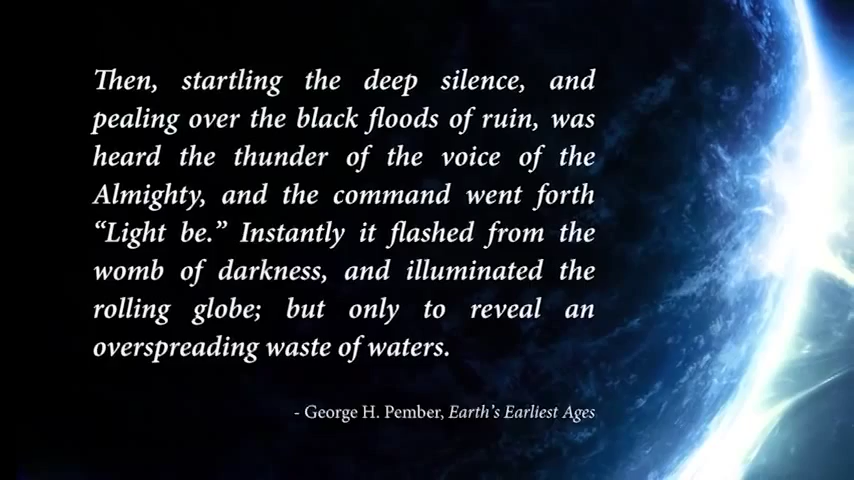 Then, startling the deep silence, and
pealing over the black floods of ruin, was
heard the thunder of the voice of the
Almighty, and the command went forth
“Light be.” Instantly it flashed from the
womb of darkness, and illuminated the
rolling globe; but only to reveal an
overspreading waste of waters.
- George H. Pember, Earth’s Earliest Ages